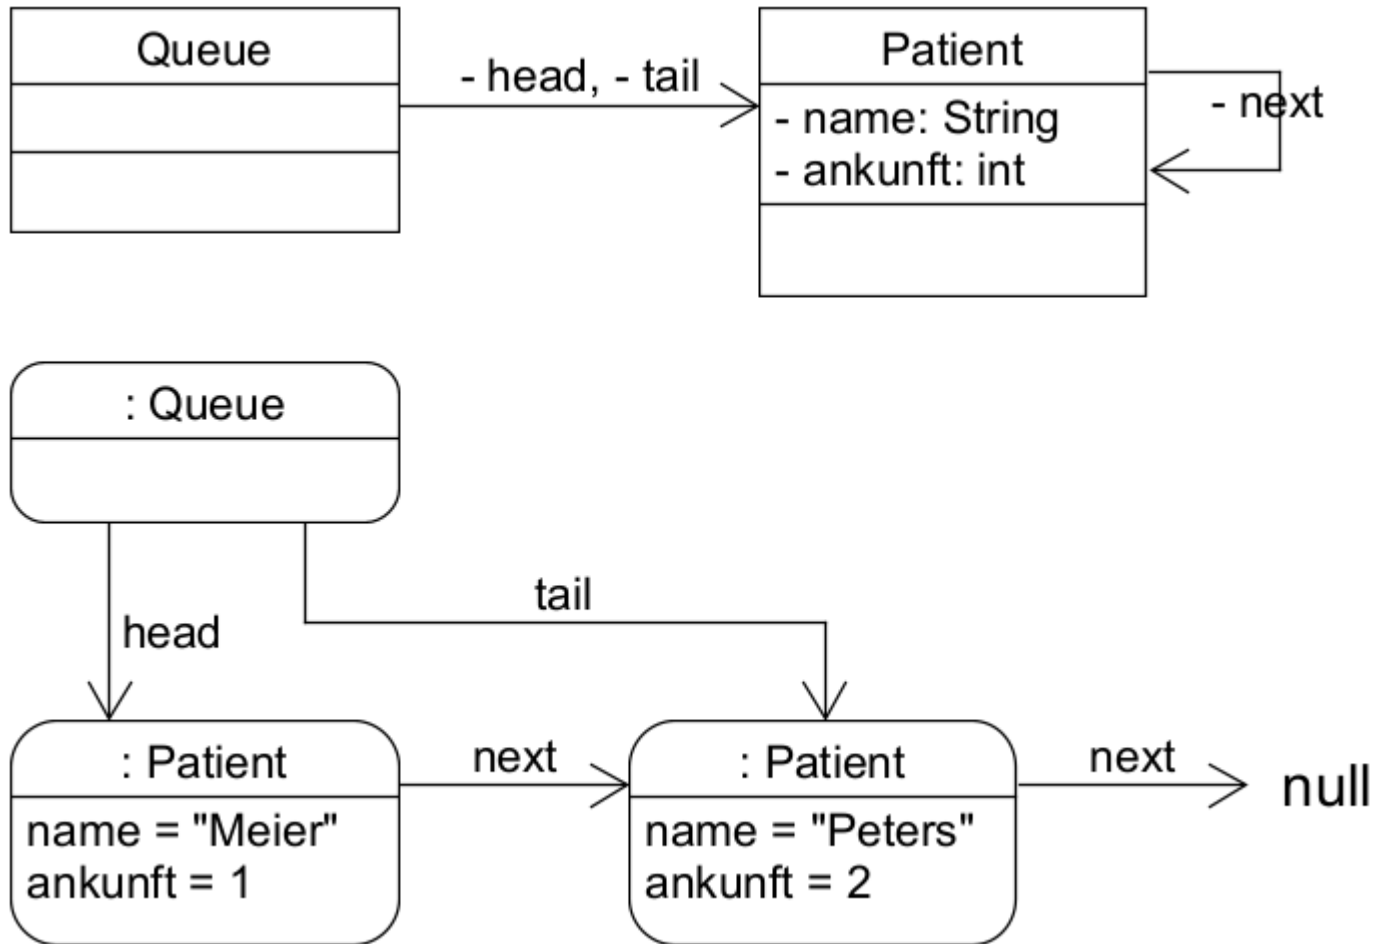 Queue
- head, - tail
Patient
- name: String
- ankunft: int
- next
: Queue
head
tail
: Patient
name = "Meier"
ankunft = 1
next
: Patient
name = "Peters"
ankunft = 2
next
null